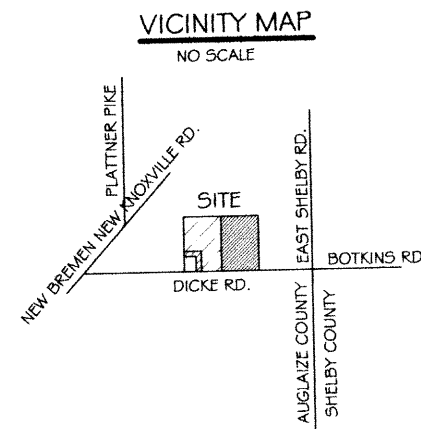 VICINITY MAP
NO SCALE
PLATTNER PIKE
NEW BREMEN NEW KNOXVILLE RD.
SITE
EAST SHELBY RD.
BOTKINS RD
DICKE RD.
AUGLAIZE COUNTY
SHELBY COUNTY